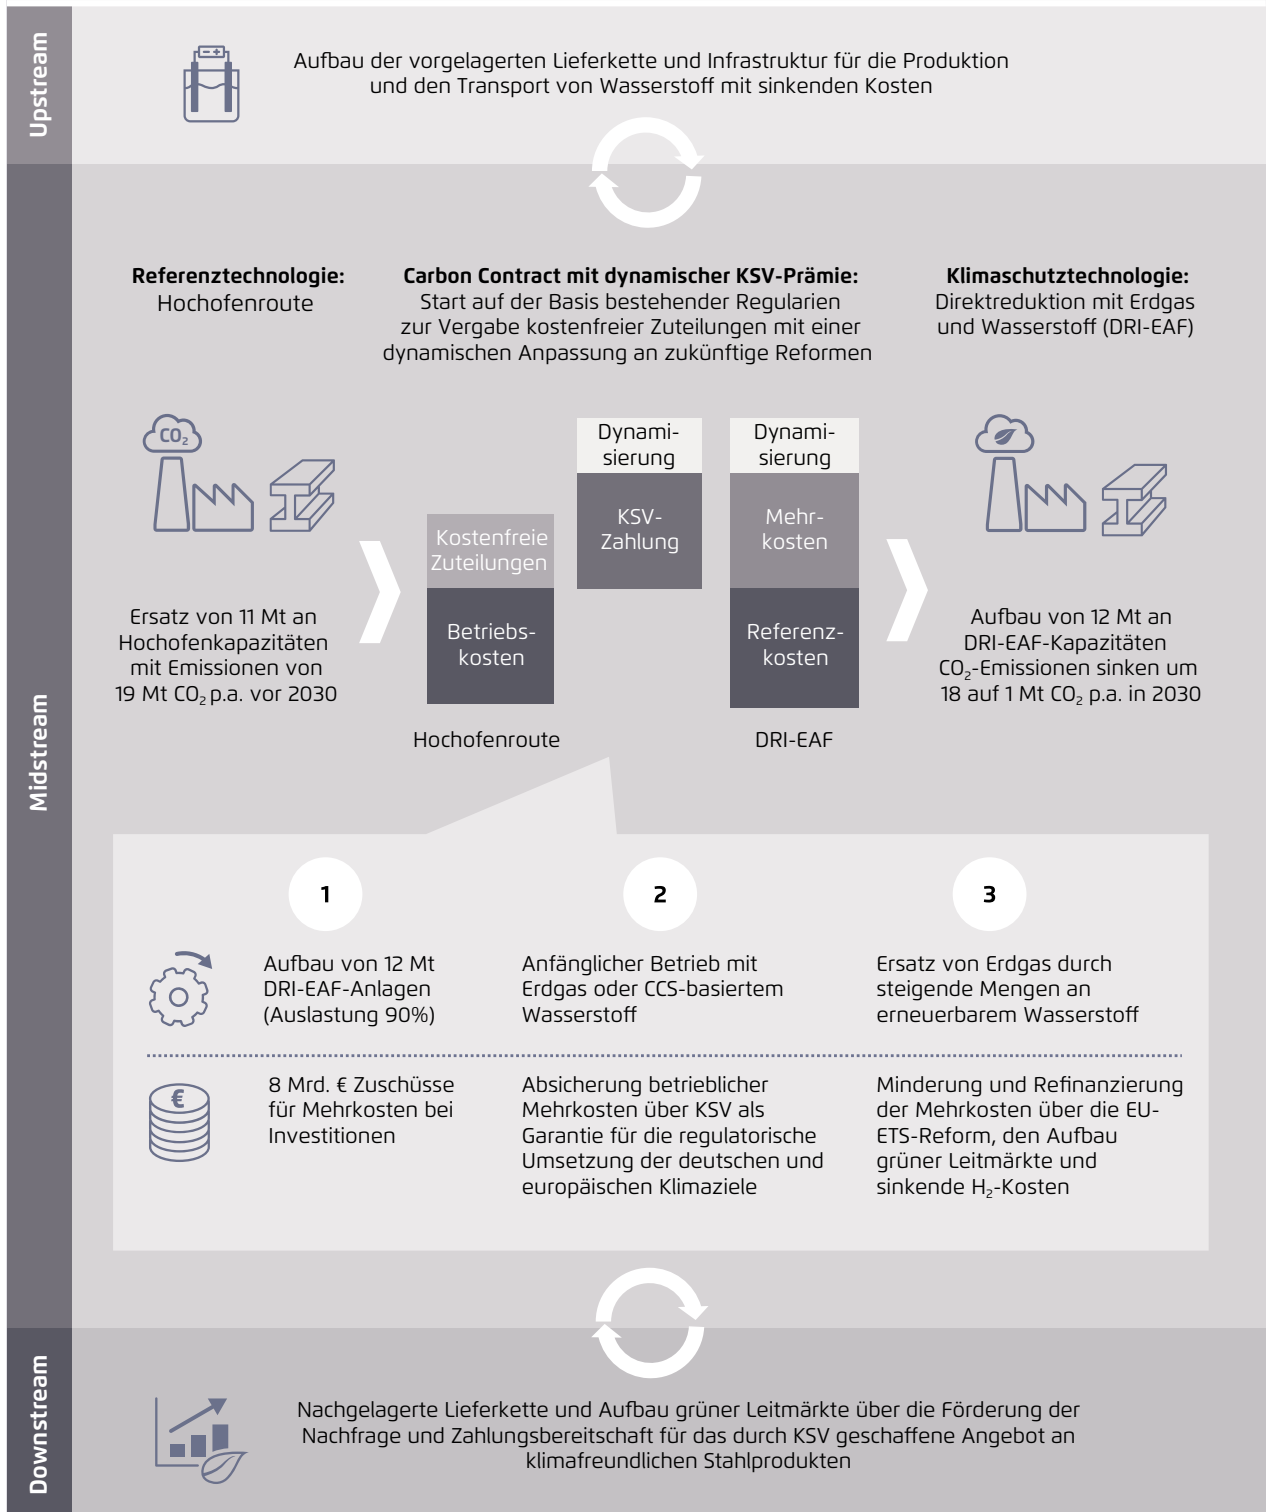 Upstream
Aufbau der vorgelagerten Lieferkette und Infrastruktur für die Produktion
und den Transport von Wasserstoff mit sinkenden Kosten
Midstream
Referenztechnologie:
Hochofenroute
Carbon Contract mit dynamischer KSV-Prämie:
Start auf der Basis bestehender Regularien
zur Vergabe kostenfreier Zuteilungen mit einer
dynamischen Anpassung an zukünftige Reformen
Klimaschutztechnologie:
Direktreduktion mit Erdgas
und Wasserstoff (DRI-EAF)
CO₂
Ersatz von 11 Mt an
Hochofenkapazitäten
mit Emissionen von
19 Mt CO₂ p.a. vor 2030
Kostenfreie
Zuteilungen
Betriebs-
kosten
Hochofenroute
Dynami-
sierung
KSV-
Zahlung
Dynami-
sierung
Mehr-
kosten
Referenz-
kosten
DRI-EAF
Aufbau von 12 Mt an
DRI-EAF-Kapazitäten
CO₂-Emissionen sinken um
18 auf 1 Mt CO₂ p.a. in 2030
1
2
3
Aufbau von 12 Mt
DRI-EAF-Anlagen
(Auslastung 90%)
Anfänglicher Betrieb mit
Erdgas oder CCS-basiertem
Wasserstoff
Ersatz von Erdgas durch
steigende Mengen an
erneuerbarem Wasserstoff
€
8 Mrd. € Zuschüsse
für Mehrkosten bei
Investitionen
Absicherung betrieblicher
Mehrkosten über KSV als
Garantie für die regulatorische
Umsetzung der deutschen und
europäischen Klimaziele
Minderung und Refinanzierung
der Mehrkosten über die EU-
ETS-Reform, den Aufbau
grüner Leitmärkte und
sinkende H₂-Kosten
Downstream
Nachgelagerte Lieferkette und Aufbau grüner Leitmärkte über die Förderung der
Nachfrage und Zahlungsbereitschaft für das durch KSV geschaffene Angebot an
klimafreundlichen Stahlprodukten